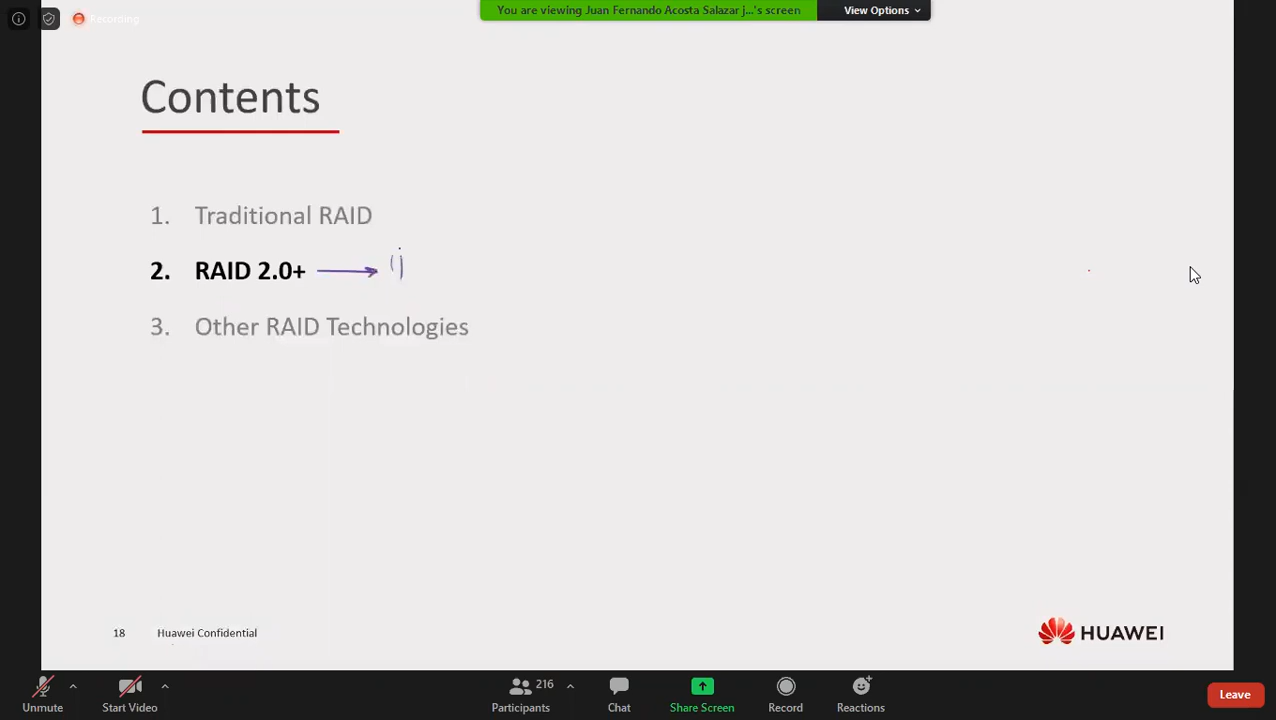 Recording
You are viewing Juan Fernando Acosta Salazar j...'s screen
View Options
Contents
1. Traditional RAID
2. RAID 2.0+
3. Other RAID Technologies
18 Huawei Confidential
HUAWEI
Unmute
Start Video
216
Participants
Chat
Share Screen
Record
Reactions
Leave